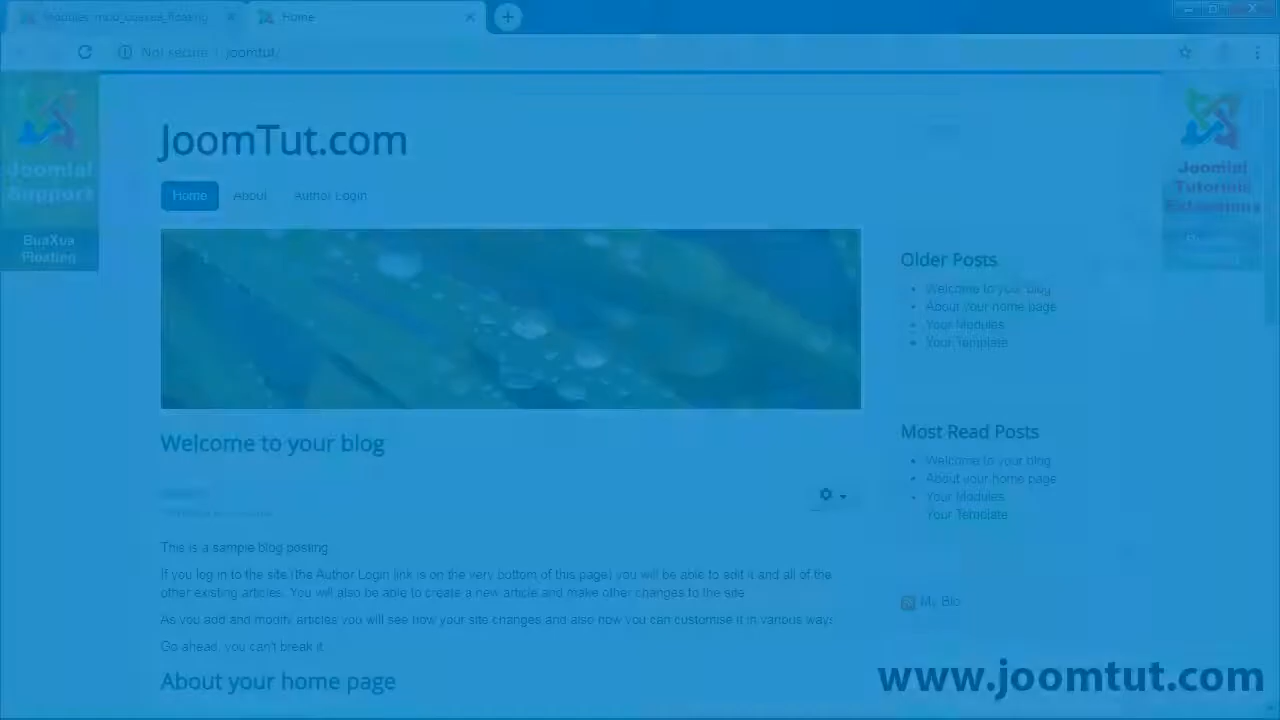 Modules: mod_buaxua_floating
Home
Not secure | joomtut/
Joomla!
Support
BuaXua
Floating
Joomla!
Tutorials
Extensions
JoomTut.com
Home About Author Login
Older Posts
Welcome to your blog
About your home page
Your Modules
Your Template
Welcome to your blog
Most Read Posts
Welcome to your blog
About your home page
Your Modules
Your Template
This is a sample blog posting.
If you log in to the site (the Author Login link is on the very bottom of this page) you will be able to edit it and all of the
other existing articles. You will also be able to create a new article and make other changes to the site.
As you add and modify articles you will see how your site changes and also how you can customise it in various ways.
Go ahead, you can't break it.
My Blo
About your home page
www.joomtut.com